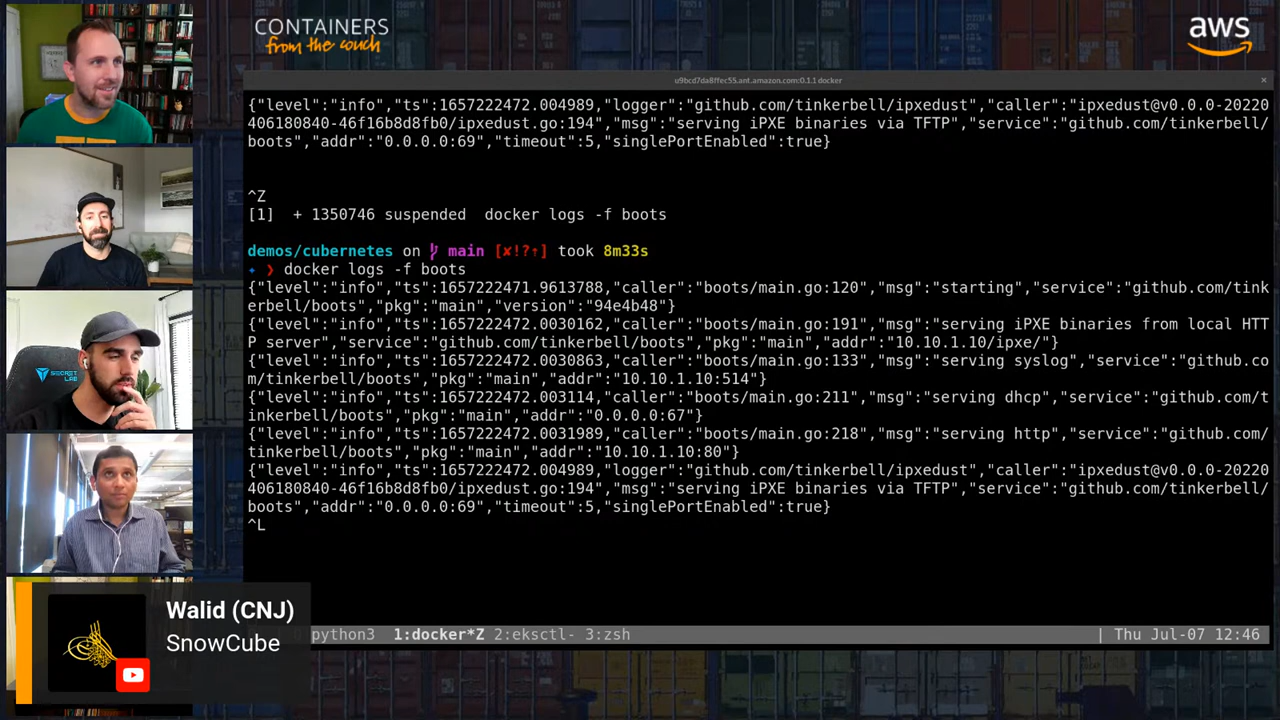 CONTAINERS
from the couch
aws
u9bcd7da8ffec55.ant.amazon.com:0.1.1 docker
×
{"level":"info","ts":1657222472.004989,"logger":"github.com/tinkerbell/ipxedust","caller":"ipxedust@v0.0.0-20220
406180840-46f16b8d8fb0/ipxedust.go:194","msg":"serving iPXE binaries via TFTP","service":"github.com/tinkerbell/
boots","addr":"0.0.0.0:69","timeout":5,"singlePortEnabled":true}
^Z
[1]  + 1350746 suspended  docker logs -f boots
demos/cubernetes on main [✘!?⇡] took 8m33s
✦ ❯ docker logs -f boots
{"level":"info","ts":1657222471.9613788,"caller":"boots/main.go:120","msg":"starting","service":"github.com/tink
erbell/boots","pkg":"main","version":"94e4b48"}
{"level":"info","ts":1657222472.0030162,"caller":"boots/main.go:191","msg":"serving iPXE binaries from local HTT
P server","service":"github.com/tinkerbell/boots","pkg":"main","addr":"10.10.1.10/ipxe/"}
{"level":"info","ts":1657222472.0030863,"caller":"boots/main.go:133","msg":"serving syslog","service":"github.co
m/tinkerbell/boots","pkg":"main","addr":"10.10.1.10:514"}
{"level":"info","ts":1657222472.003114,"caller":"boots/main.go:211","msg":"serving dhcp","service":"github.com/t
inkerbell/boots","pkg":"main","addr":"0.0.0.0:67"}
{"level":"info","ts":1657222472.0031989,"caller":"boots/main.go:218","msg":"serving http","service":"github.com/
tinkerbell/boots","pkg":"main","addr":"10.10.1.10:80"}
{"level":"info","ts":1657222472.004989,"logger":"github.com/tinkerbell/ipxedust","caller":"ipxedust@v0.0.0-20220
406180840-46f16b8d8fb0/ipxedust.go:194","msg":"serving iPXE binaries via TFTP","service":"github.com/tinkerbell/
boots","addr":"0.0.0.0:69","timeout":5,"singlePortEnabled":true}
^L
SECRET
LAB
Walid (CNJ)
SnowCube
python3  1:docker*Z 2:eksctl- 3:zsh | Thu Jul-07 12:46